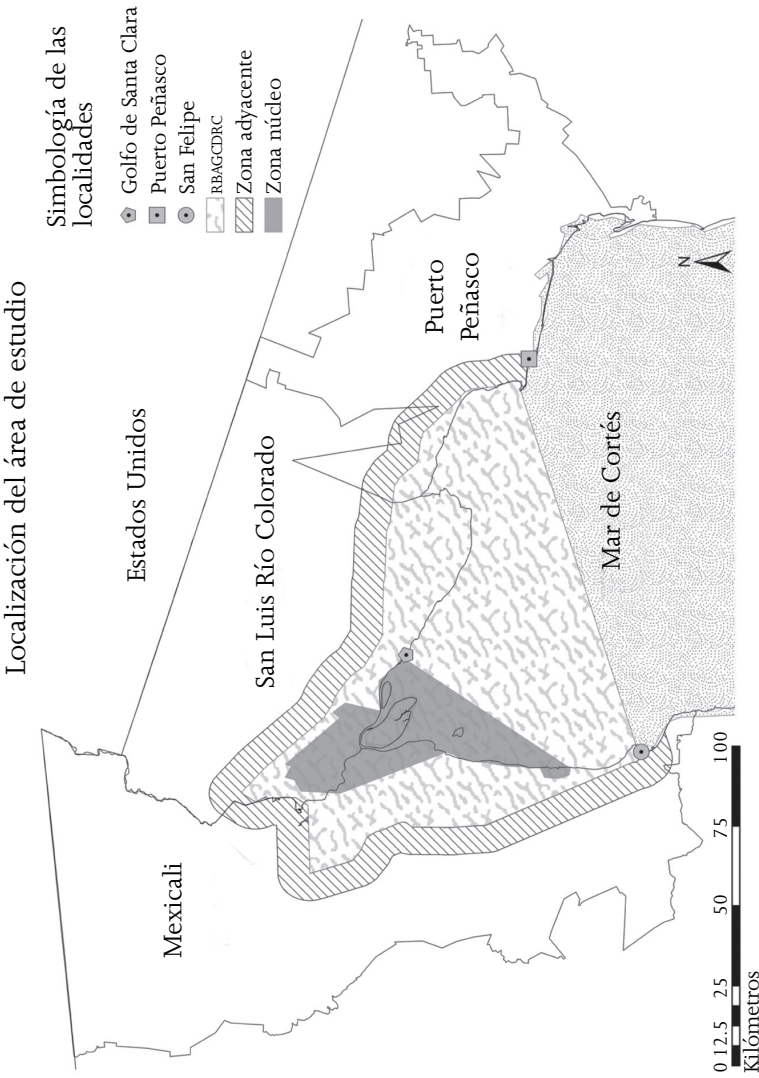 Localización del área de estudio
Simbología de las
localidades
Golfo de Santa Clara
Puerto Peñasco
San Felipe
RBAGCDRC
Zona adyacente
Zona núcleo
Estados Unidos
Mexicali
San Luis Río Colorado
Puerto
Peñasco
Mar de Cortés
N
0 12.5 25 50 75 100
Kilómetros